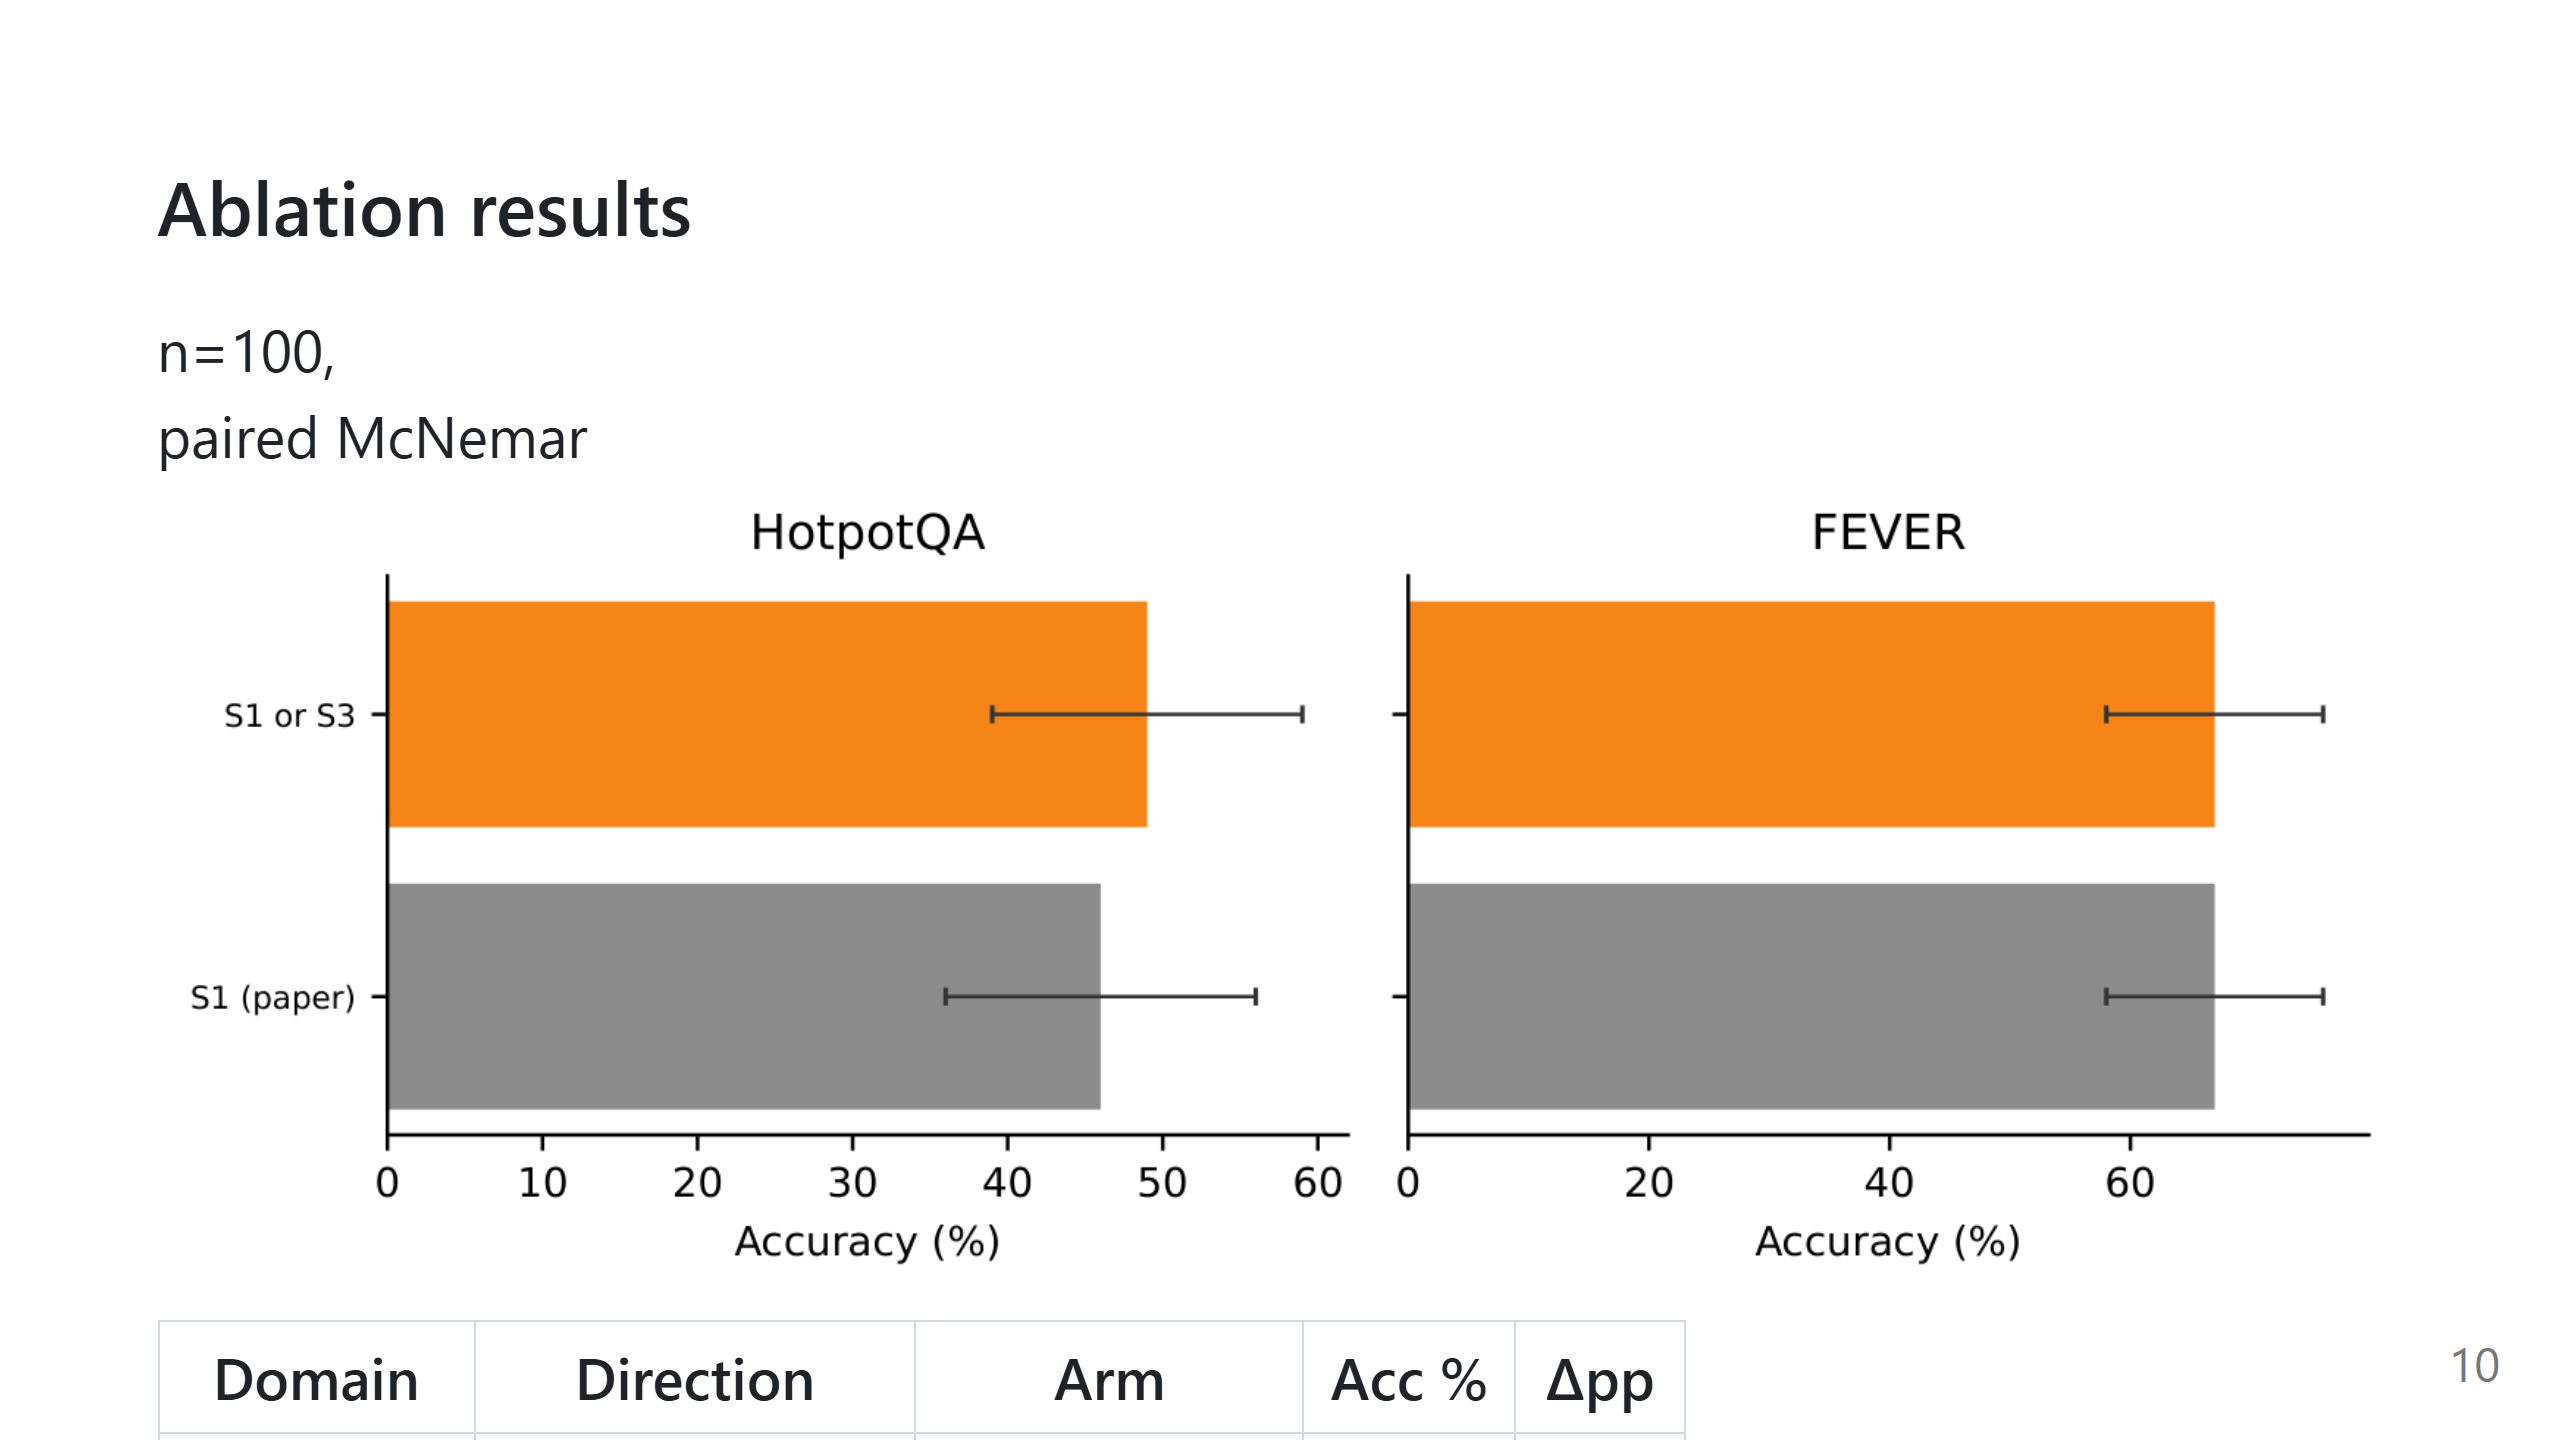 Ablation results
n=100,
paired McNemar
HotpotQA
FEVER
S1 or S3
S1 (paper)
0 10 20 30 40 50 60
0 20 40 60
Accuracy (%)
Accuracy (%)
Domain Direction Arm Acc % Δpp
10